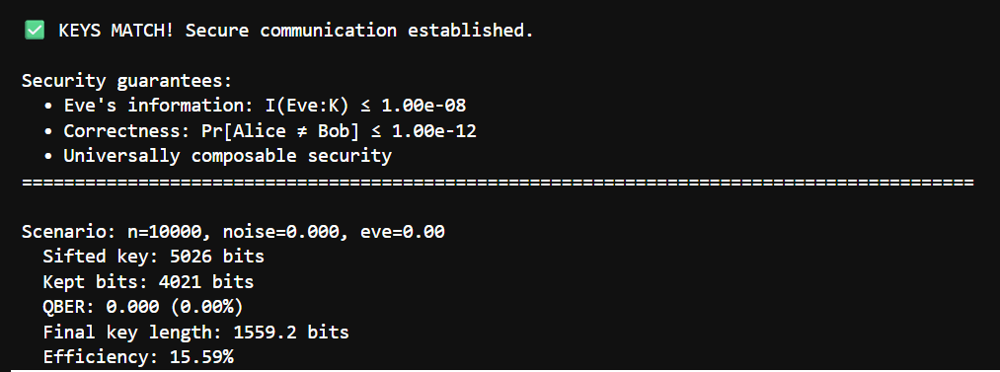 ✅ KEYS MATCH! Secure communication established.
Security guarantees:
• Eve's information: I(Eve:K) ≤ 1.00e-08
• Correctness: Pr[Alice ≠ Bob] ≤ 1.00e-12
• Universally composable security
==========================================================================================
Scenario: n=10000, noise=0.000, eve=0.00
Sifted key: 5026 bits
Kept bits: 4021 bits
QBER: 0.000 (0.00%)
Final key length: 1559.2 bits
Efficiency: 15.59%